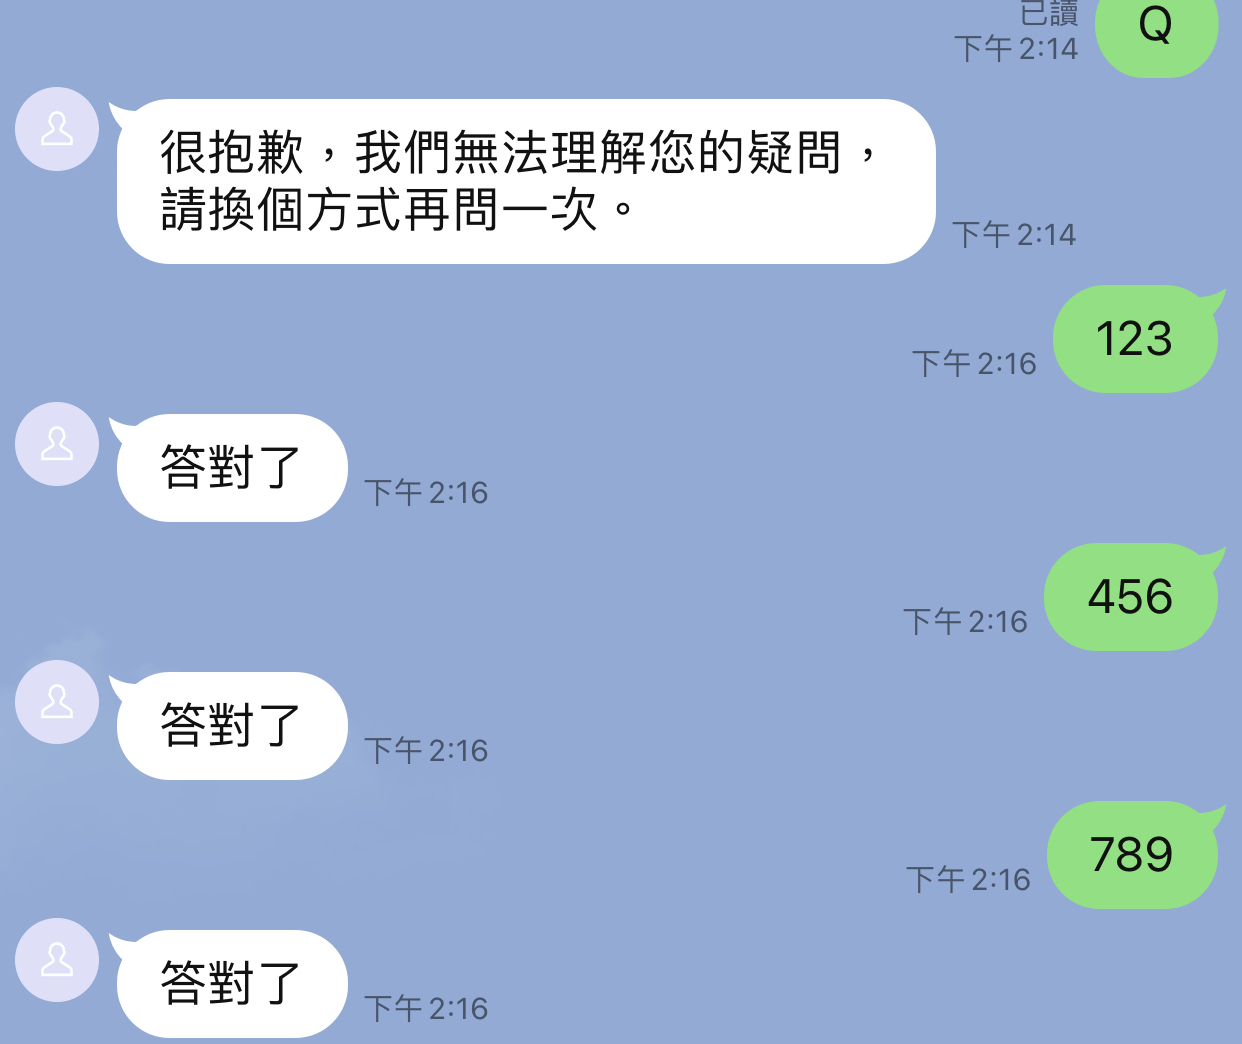 已讀
下午 2:14
Q
很抱歉，我們無法理解您的疑問，
請換個方式再問一次。
下午 2:14
下午 2:16
123
答對了
下午 2:16
下午 2:16
456
答對了
下午 2:16
下午 2:16
789
答對了
下午 2:16